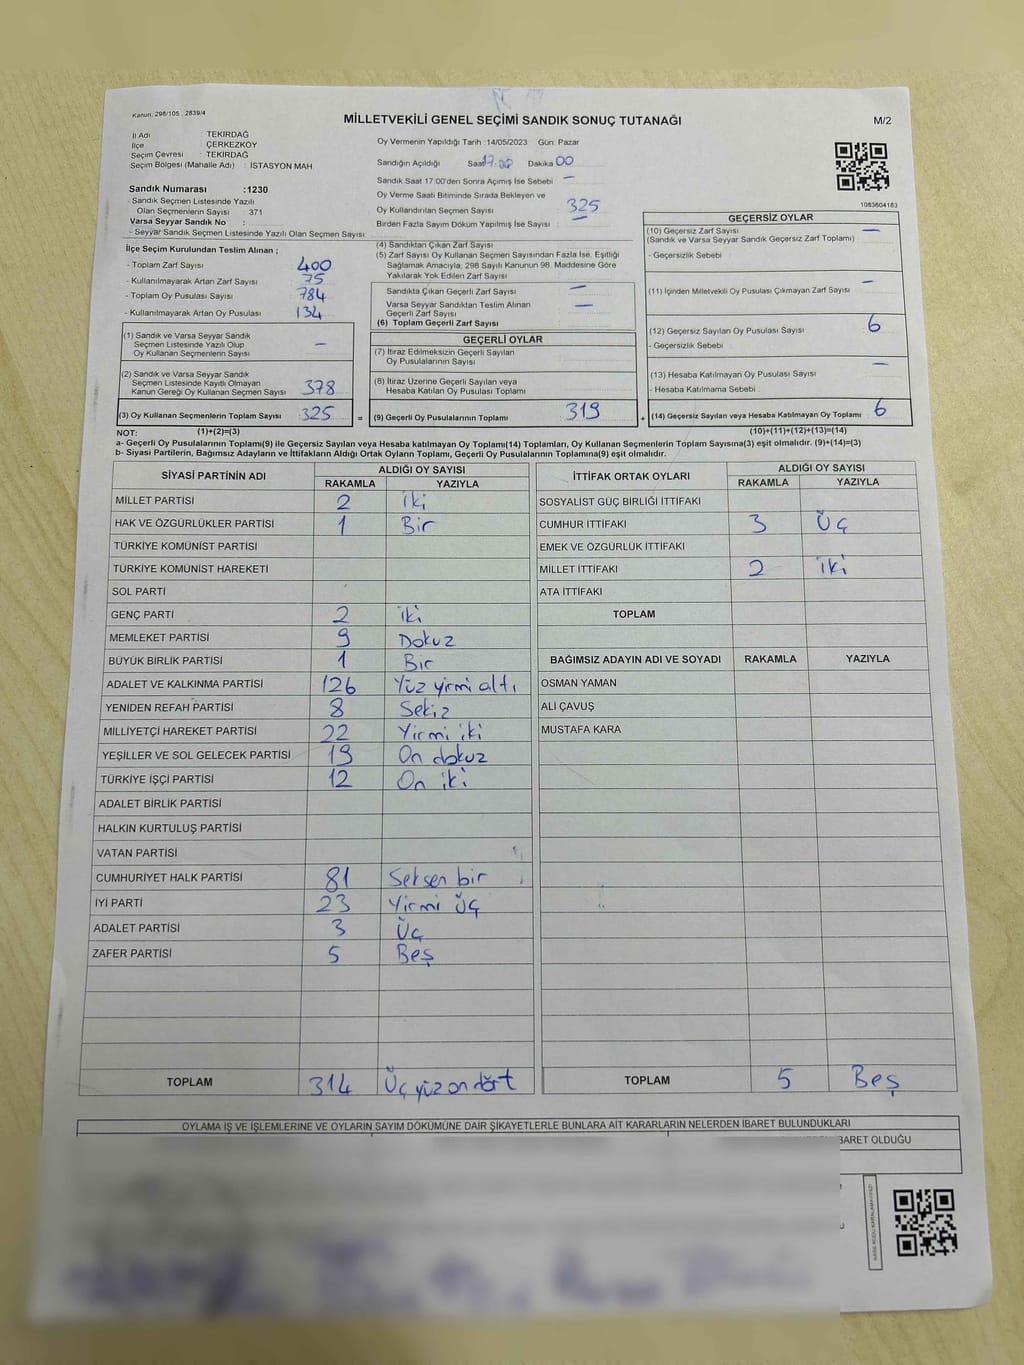 Kanun: 298/105 , 2839/4
MİLLETVEKİLİ GENEL SEÇİMİ SANDIK SONUÇ TUTANAĞI
M/2
İl Adı : TEKİRDAĞ
İlçe : ÇERKEZKÖY
Seçim Çevresi : TEKİRDAĞ
Seçim Bölgesi (Mahalle Adı) : İSTASYON MAH
Sandık Numarası :1230
- Sandık Seçmen Listesinde Yazılı
Olan Seçmenlerin Sayısı 371
Varsa Seyyar Sandık No :
- Seyyar Sandık Seçmen Listesinde Yazılı Olan Seçmen Sayısı:
Oy Vermenin Yapıldığı Tarih :14/05/2023 Gün: Pazar
Sandığın Açıldığı Saat 17.00 Dakika 00
Sandık Saat 17:00'den Sonra Açımış İse Sebebi –
Oy Verme Saati Bitiminde Sırada Bekleyen ve
Oy Kullandırılan Seçmen Sayısı 325
Birden Fazla Sayım Döküm Yapılmış İse Sayısı : –
1083604183
İlçe Seçim Kurulundan Teslim Alınan ;
- Toplam Zarf Sayısı 400
- Kullanılmayarak Artan Zarf Sayısı 75
- Toplam Oy Pusulası Sayısı 784
- Kullanılmayarak Artan Oy Pusulası 134
(1) Sandık ve Varsa Seyyar Sandık
Seçmen Listesinde Yazılı Olup
Oy Kullanan Seçmenlerin Sayısı –
(2) Sandık ve Varsa Seyyar Sandık
Seçmen Listesinde Kayıtlı Olmayan
Kanun Gereği Oy Kullanan Seçmen Sayısı 378
(3) Oy Kullanan Seçmenlerin Toplam Sayısı 325 =
(4) Sandıktan Çıkan Zarf Sayısı
(5) Zarf Sayısı Oy Kullanan Seçmen Sayısından Fazla İse, Eşitliği
Sağlamak Amacıyla, 298 Sayılı Kanunun 98. Maddesine Göre
Yakılarak Yok Edilen Zarf Sayısı
Sandıkta Çıkan Geçerli Zarf Sayısı –
Varsa Seyyar Sandıktan Teslim Alınan
Geçerli Zarf Sayısı –
(6) Toplam Geçerli Zarf Sayısı
GEÇERLİ OYLAR
(7) İtiraz Edilmeksizin Geçerli Sayılan
Oy Pusulalarının Sayısı
(8) İtiraz Üzerine Geçerli Sayılan veya
Hesaba Katılan Oy Pusulası Toplamı
(9) Geçerli Oy Pusulalarının Toplamı 319 +
GEÇERSİZ OYLAR
(10) Geçersiz Zarf Sayısı –
(Sandık ve Varsa Seyyar Sandık Geçersiz Zarf Toplamı)
- Geçersizlik Sebebi
(11) İçinden Milletvekili Oy Pusulası Çıkmayan Zarf Sayısı –
(12) Geçersiz Sayılan Oy Pusulası Sayısı 6
- Geçersizlik Sebebi
(13) Hesaba Katılmayan Oy Pusulası Sayısı –
- Hesaba Katılmama Sebebi
(14) Geçersiz Sayılan veya Hesaba Katılmayan Oy Toplamı 6
NOT: (1)+(2)=(3) (10)+(11)+(12)+(13)=(14)
a- Geçerli Oy Pusulalarının Toplamı(9) ile Geçersiz Sayılan veya Hesaba katılmayan Oy Toplamı(14) Toplamları, Oy Kullanan Seçmenlerin Toplam Sayısına(3) eşit olmalıdır. (9)+(14)=(3)
b- Siyasi Partilerin, Bağımsız Adayların ve İttifakların Aldığı Ortak Oyların Toplamı, Geçerli Oy Pusulalarının Toplamına(9) eşit olmalıdır.
SİYASİ PARTİNİN ADI ALDIĞI OY SAYISI
RAKAMLA YAZIYLA
MİLLET PARTİSİ 2 iki
HAK VE ÖZGÜRLÜKLER PARTİSİ 1 Bir
TÜRKİYE KOMÜNİST PARTİSİ
TÜRKİYE KOMÜNİST HAREKETİ
SOL PARTİ
GENÇ PARTİ 2 iki
MEMLEKET PARTİSİ 9 Dokuz
BÜYÜK BİRLİK PARTİSİ 1 Bir
ADALET VE KALKINMA PARTİSİ 126 Yüz yirmi altı
YENİDEN REFAH PARTİSİ 8 Sekiz
MİLLİYETÇİ HAREKET PARTİSİ 22 Yirmi iki
YEŞİLLER VE SOL GELECEK PARTİSİ 19 On dokuz
TÜRKİYE İŞÇİ PARTİSİ 12 On iki
ADALET BİRLİK PARTİSİ
HALKIN KURTULUŞ PARTİSİ
VATAN PARTİSİ
CUMHURİYET HALK PARTİSİ 81 Seksen bir
İYİ PARTİ 23 Yirmi Üç
ADALET PARTİSİ 3 Üç
ZAFER PARTİSİ 5 Beş
TOPLAM 314 Üç yüz on dört
İTTİFAK ORTAK OYLARI ALDIĞI OY SAYISI
RAKAMLA YAZIYLA
SOSYALİST GÜÇ BİRLİĞİ İTTİFAKI
CUMHUR İTTİFAKI 3 Üç
EMEK VE ÖZGÜRLÜK İTTİFAKI
MİLLET İTTİFAKI 2 iki
ATA İTTİFAKI
TOPLAM
BAĞIMSIZ ADAYIN ADI VE SOYADI RAKAMLA YAZIYLA
OSMAN YAMAN
ALİ ÇAVUŞ
MUSTAFA KARA
TOPLAM 5 Beş
OYLAMA İŞ VE İŞLEMLERİNE VE OYLARIN SAYIM DÖKÜMÜNE DAİR ŞİKAYETLERLE BUNLARA AİT KARARLARIN NELERDEN İBARET BULUNDUKLARI
BARET OLDUĞU